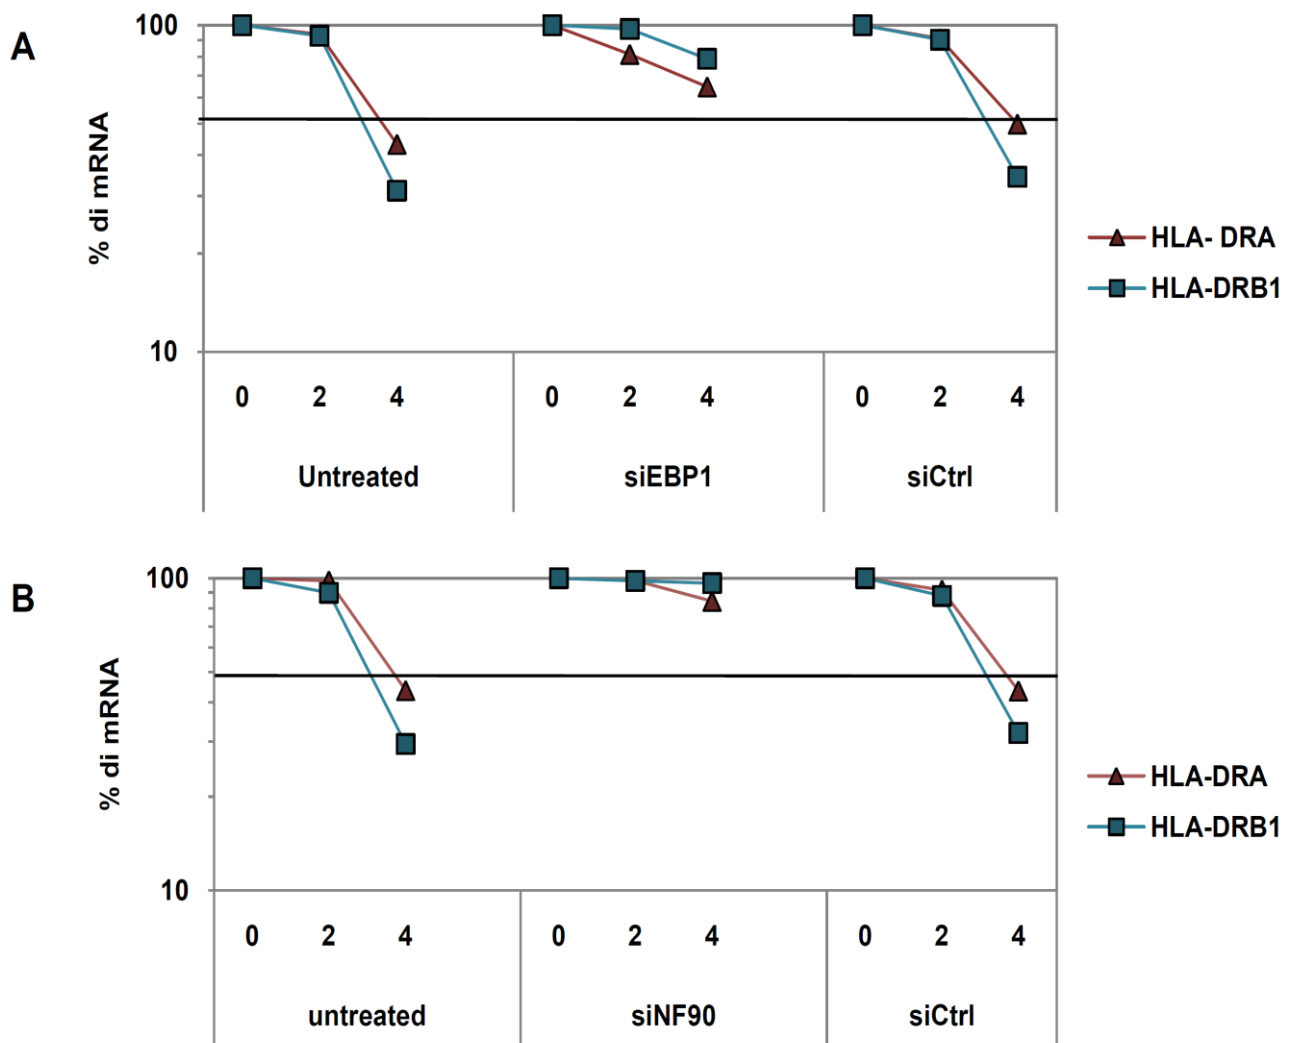 A
100
% di mRNA
10
0 2 4 0 2 4 0 2 4
Untreated siEBP1 siCtrl
HLA- DRA
HLA-DRB1
B
100
% di mRNA
10
0 2 4 0 2 4 0 2 4
untreated siNF90 siCtrl
HLA-DRA
HLA-DRB1